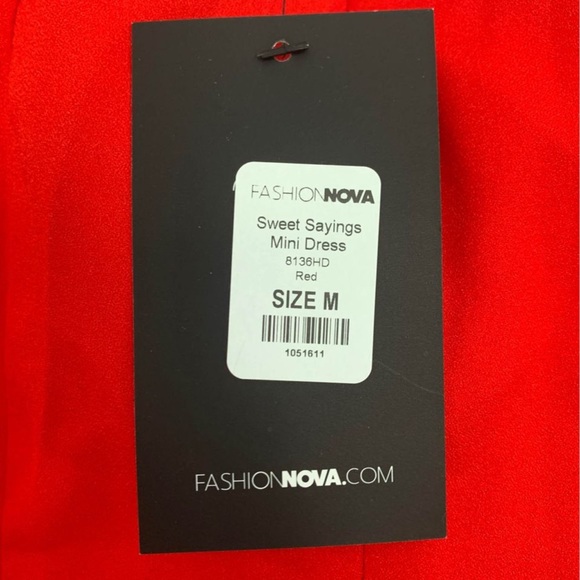 FASHIONNOVA
Sweet Sayings
Mini Dress
8136HD
Red
SIZE M
1051611
FASHIONNOVA.COM